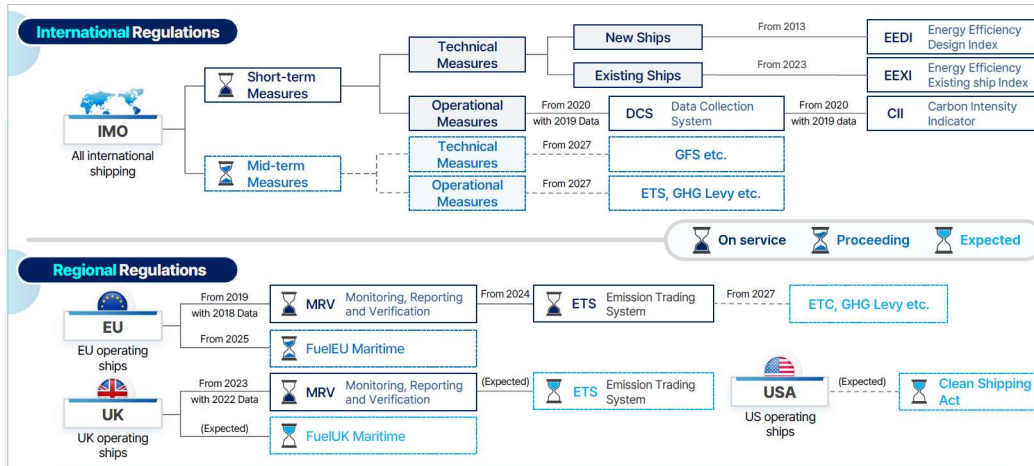 International Regulations
New Ships
From 2013
EEDI
Energy Efficiency
Design Index
Technical
Measures
Short-term
Measures
Existing Ships
From 2023
EEXI
Energy Efficiency
Existing ship Index
IMO
All international
shipping
Operational
Measures
From 2020
with 2019 Data
DCS
Data Collection
System
From 2020
with 2019 data
CII
Carbon Intensity
Indicator
Mid-term
Measures
Technical
Measures
From 2027
GFS etc.
Operational
Measures
From 2027
ETS, GHG Levy etc.
On service
Proceeding
Expected
Regional Regulations
EU
EU operating
ships
From 2019
with 2018 Data
MRV
Monitoring, Reporting
and Verification
From 2024
ETS
Emission Trading
System
From 2027
ETC, GHG Levy etc.
From 2025
FuelEU Maritime
UK
UK operating
ships
From 2023
with 2022 Data
MRV
Monitoring, Reporting
and Verification
(Expected)
ETS
Emission Trading
System
(Expected)
FuelUK Maritime
USA
US operating
ships
(Expected)
Clean Shipping
Act